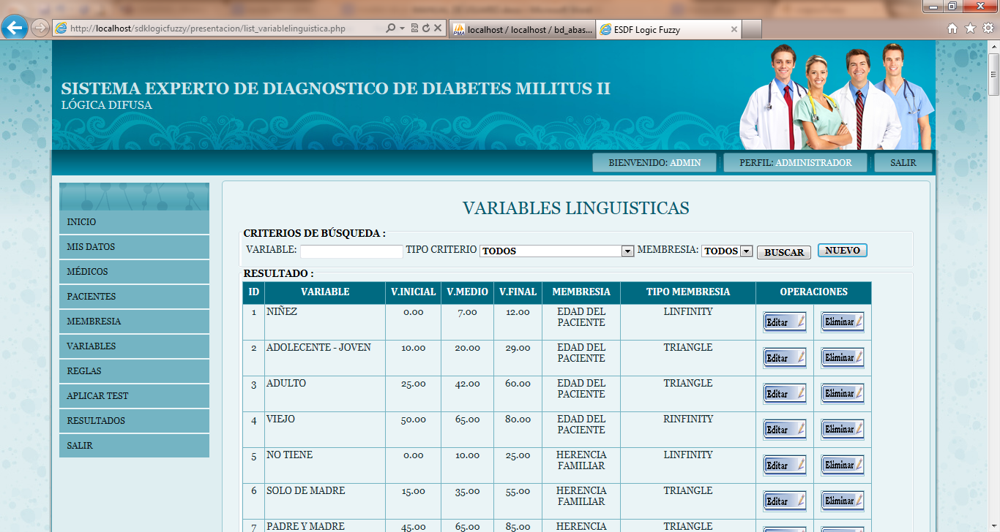 http://localhost/sdklogicfuzzy/presentacion/list_variablelinguistica.php
localhost / localhost / bd_abas...
ESDF Logic Fuzzy
SISTEMA EXPERTO DE DIAGNOSTICO DE DIABETES MILITUS II
LÓGICA DIFUSA
BIENVENIDO: ADMIN PERFIL: ADMINISTRADOR SALIR
INICIO
MIS DATOS
MÉDICOS
PACIENTES
MEMBRESIA
VARIABLES
REGLAS
APLICAR TEST
RESULTADOS
SALIR
VARIABLES LINGUISTICAS
CRITERIOS DE BÚSQUEDA :
VARIABLE: TIPO CRITERIO TODOS MEMBRESIA: TODOS BUSCAR NUEVO
RESULTADO :
ID VARIABLE V.INICIAL V.MEDIO V.FINAL MEMBRESIA TIPO MEMBRESIA OPERACIONES
1 NIÑEZ 0.00 7.00 12.00 EDAD DEL PACIENTE LINFINITY Editar Eliminar
2 ADOLECENTE - JOVEN 10.00 20.00 29.00 EDAD DEL PACIENTE TRIANGLE Editar Eliminar
3 ADULTO 25.00 42.00 60.00 EDAD DEL PACIENTE TRIANGLE Editar Eliminar
4 VIEJO 50.00 65.00 80.00 EDAD DEL PACIENTE RINFINITY Editar Eliminar
5 NO TIENE 0.00 10.00 25.00 HERENCIA FAMILIAR LINFINITY Editar Eliminar
6 SOLO DE MADRE 15.00 35.00 55.00 HERENCIA FAMILIAR TRIANGLE Editar Eliminar
7 PADRE Y MADRE 45.00 65.00 85.00 HERENCIA TRIANGLE